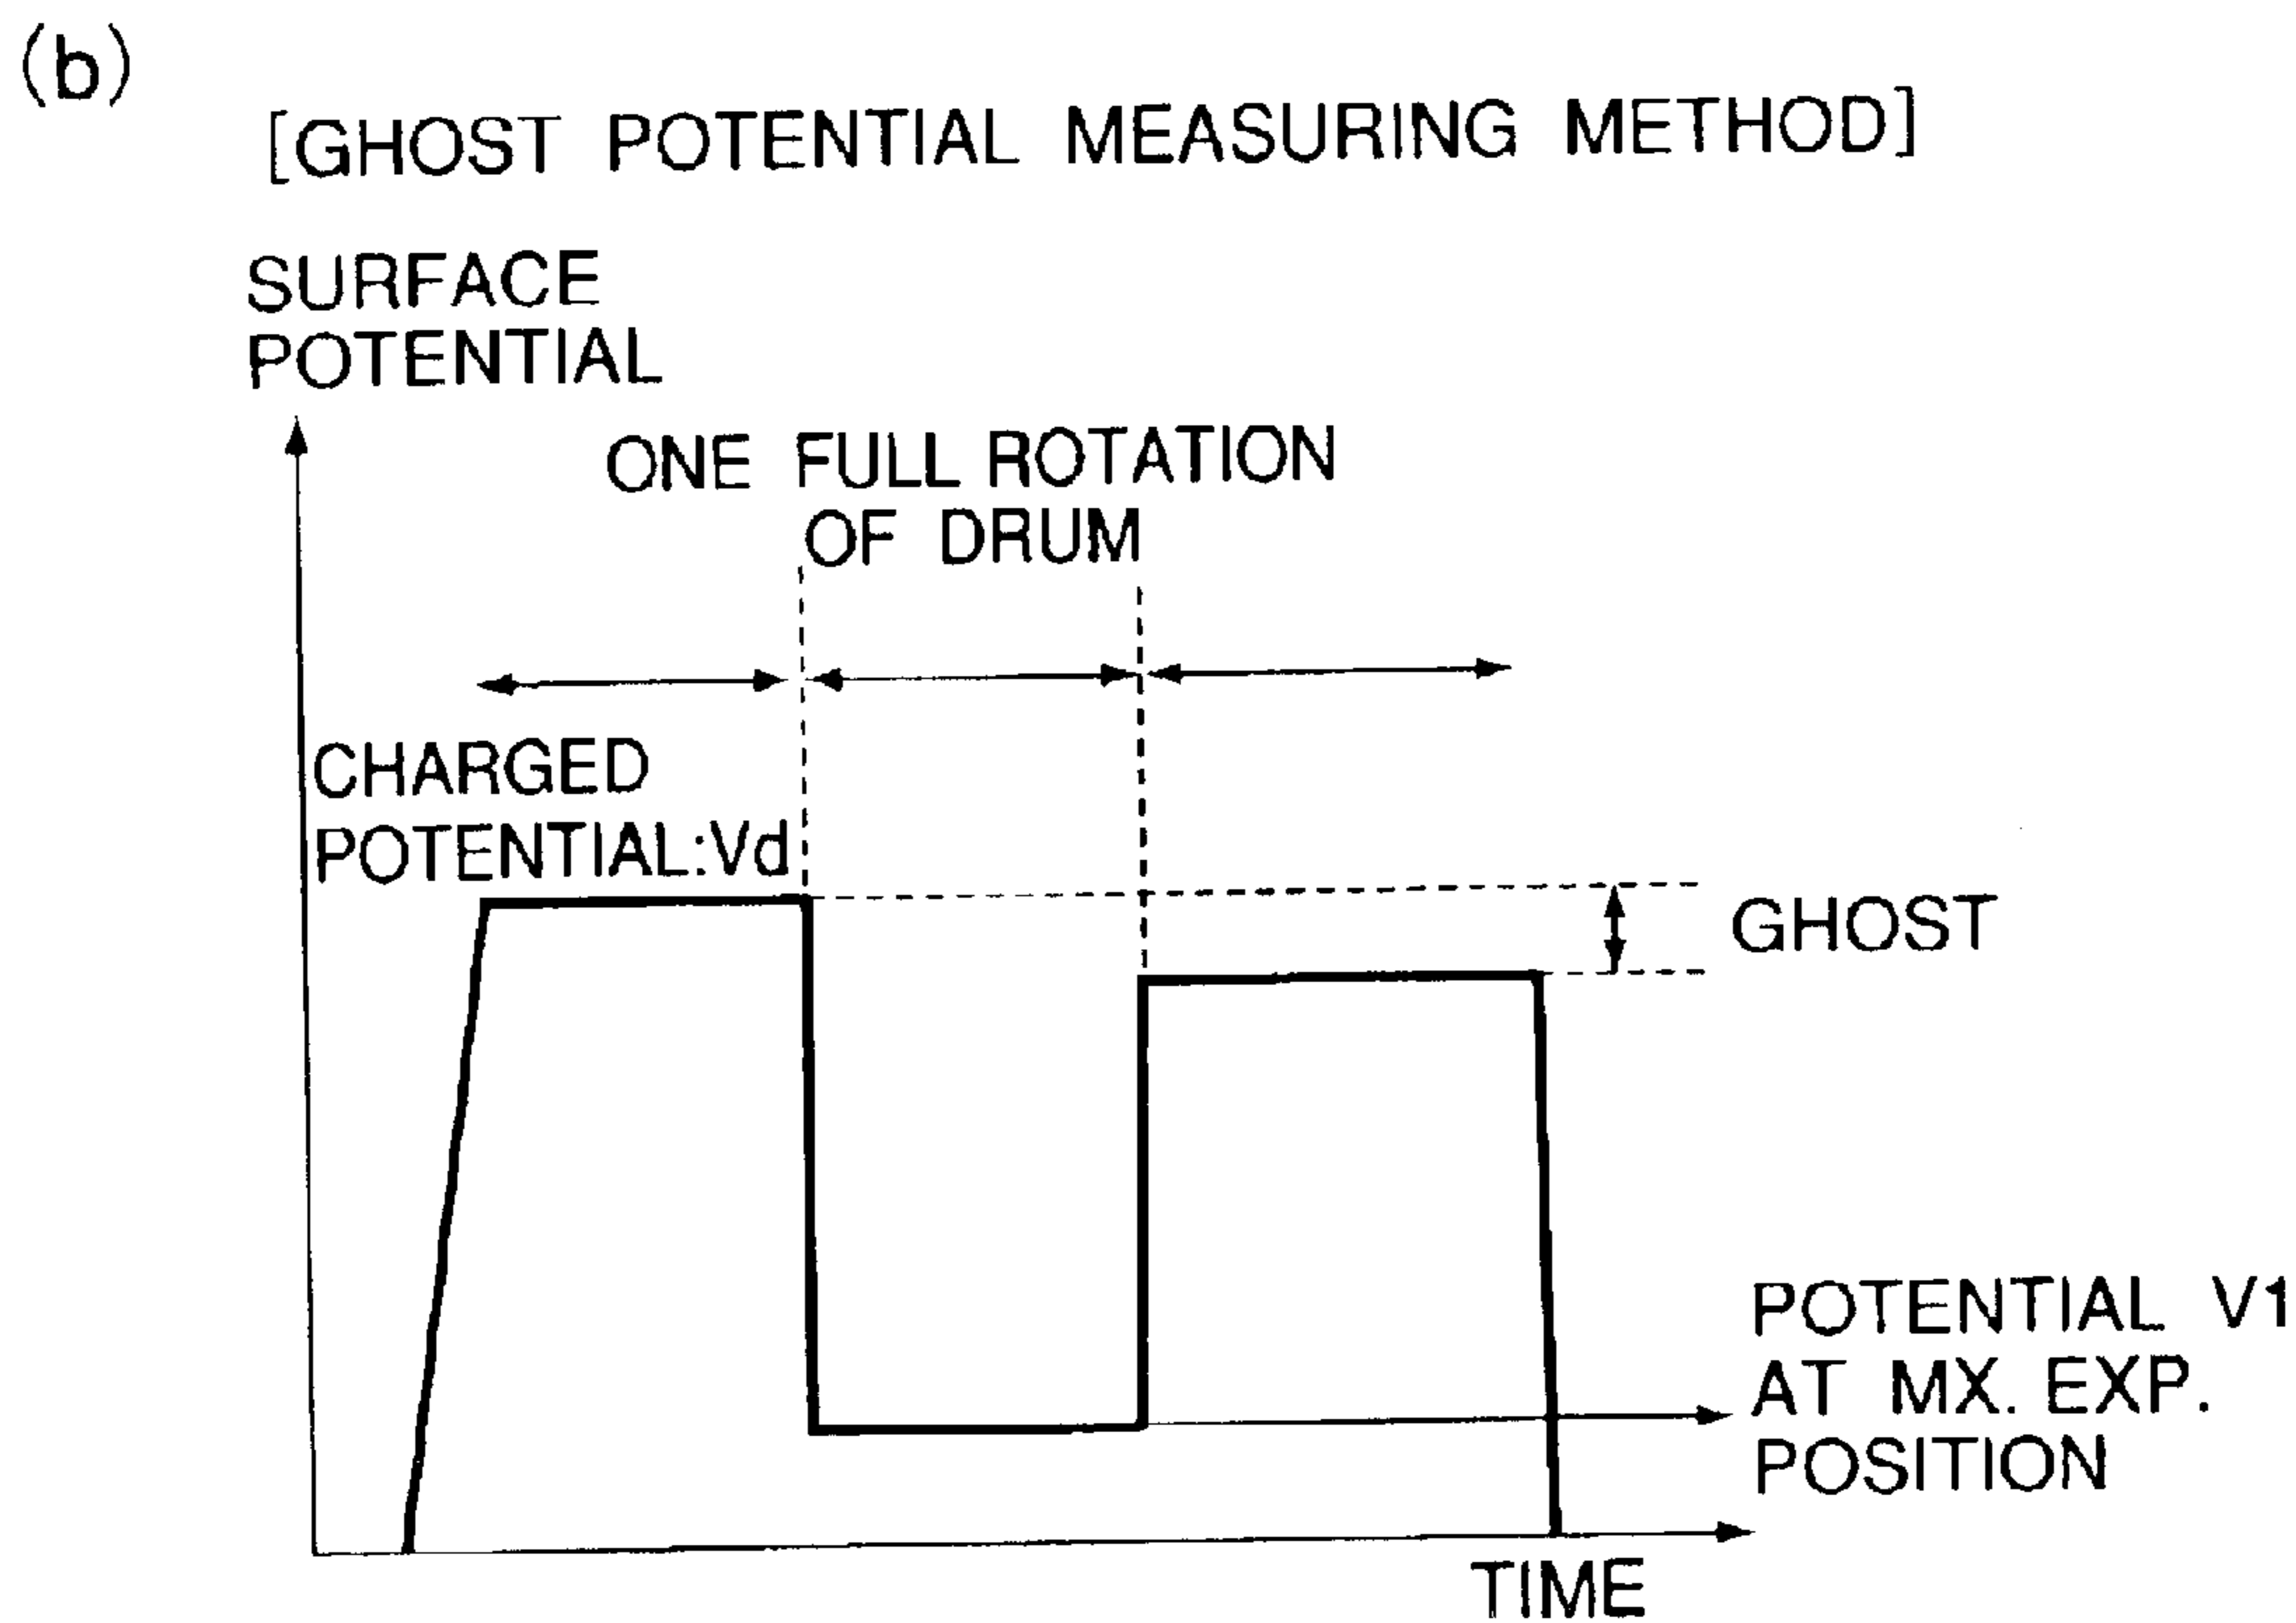 (b)
[GHOST POTENTIAL MEASURING METHOD]
SURFACE
POTENTIAL
ONE FULL ROTATION
OF DRUM
CHARGED
POTENTIAL:Vd
GHOST
POTENTIAL V1
AT MX. EXP.
POSITION
TIME